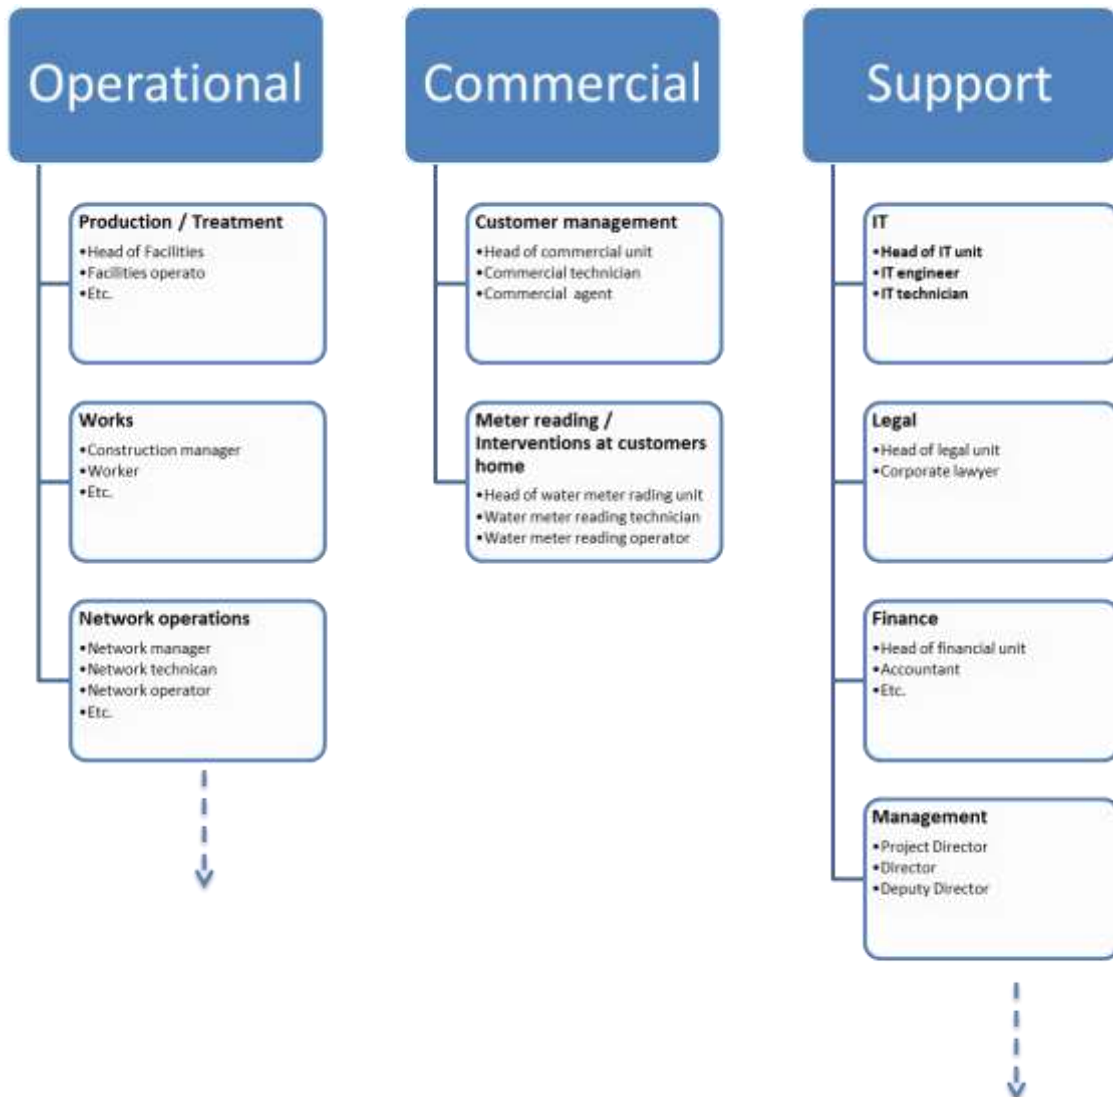 Operational
Production / Treatment
•Head of Facilities
•Facilities operato
•Etc.
Works
•Construction manager
•Worker
•Etc.
Network operations
•Network manager
•Network technican
•Network operator
•Etc.
Commercial
Customer management
•Head of commercial unit
•Commercial technician
•Commercial agent
Meter reading /
Interventions at customers
home
•Head of water meter rading unit
•Water meter reading technician
•Water meter reading operator
Support
IT
•Head of IT unit
•IT engineer
•IT technician
Legal
•Head of legal unit
•Corporate lawyer
Finance
•Head of financial unit
•Accountant
•Etc.
Management
•Project Director
•Director
•Deputy Director